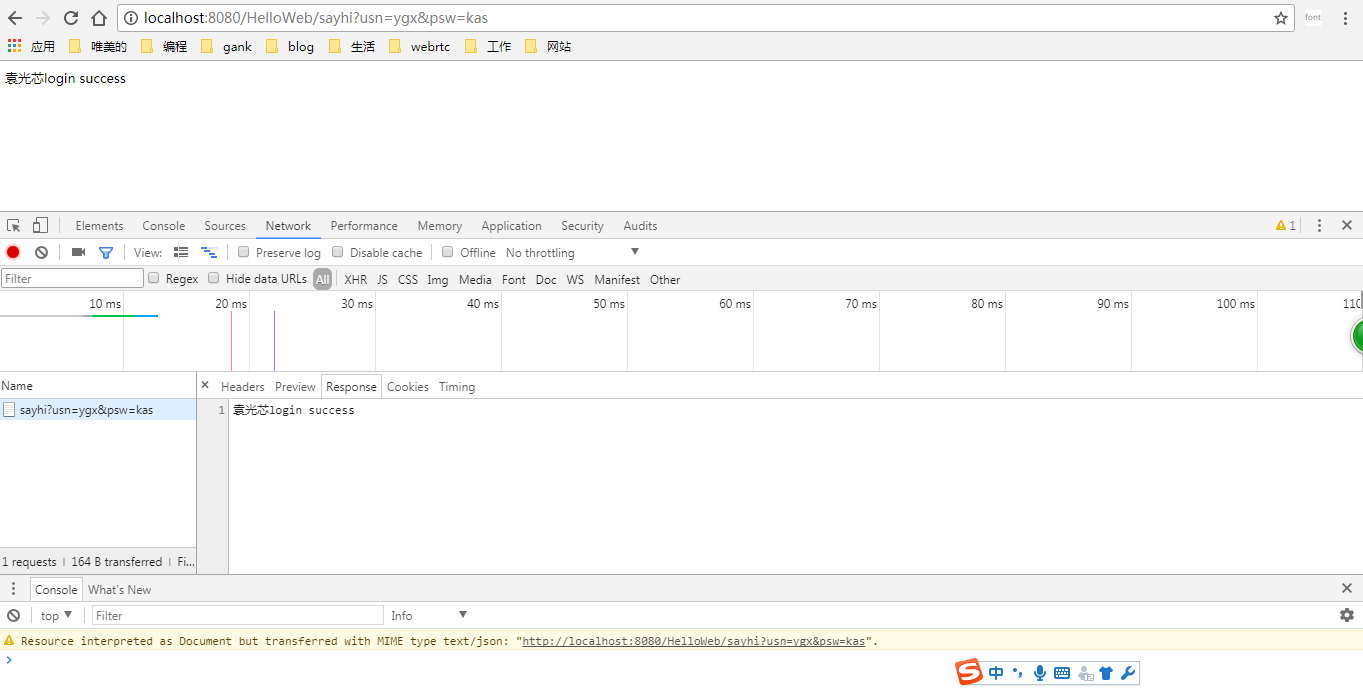 localhost:8080/HelloWeb/sayhi?usn=ygx&psw=kas font
应用 唯美的 编程 gank blog 生活 webrtc 工作 网站
袁光芯login success
Elements Console Sources Network Performance Memory Application Security Audits 1
View: Preserve log Disable cache Offline No throttling
Filter Regex Hide data URLs All XHR JS CSS Img Media Font Doc WS Manifest Other
10 ms 20 ms 30 ms 40 ms 50 ms 60 ms 70 ms 80 ms 90 ms 100 ms 110
Name Headers Preview Response Cookies Timing
sayhi?usn=ygx&psw=kas 1 袁光芯login success
1 requests 164 B transferred Fi...
Console What's New
top Filter Info
Resource interpreted as Document but transferred with MIME type text/json: "http://localhost:8080/HelloWeb/sayhi?usn=ygx&psw=kas".
S 中